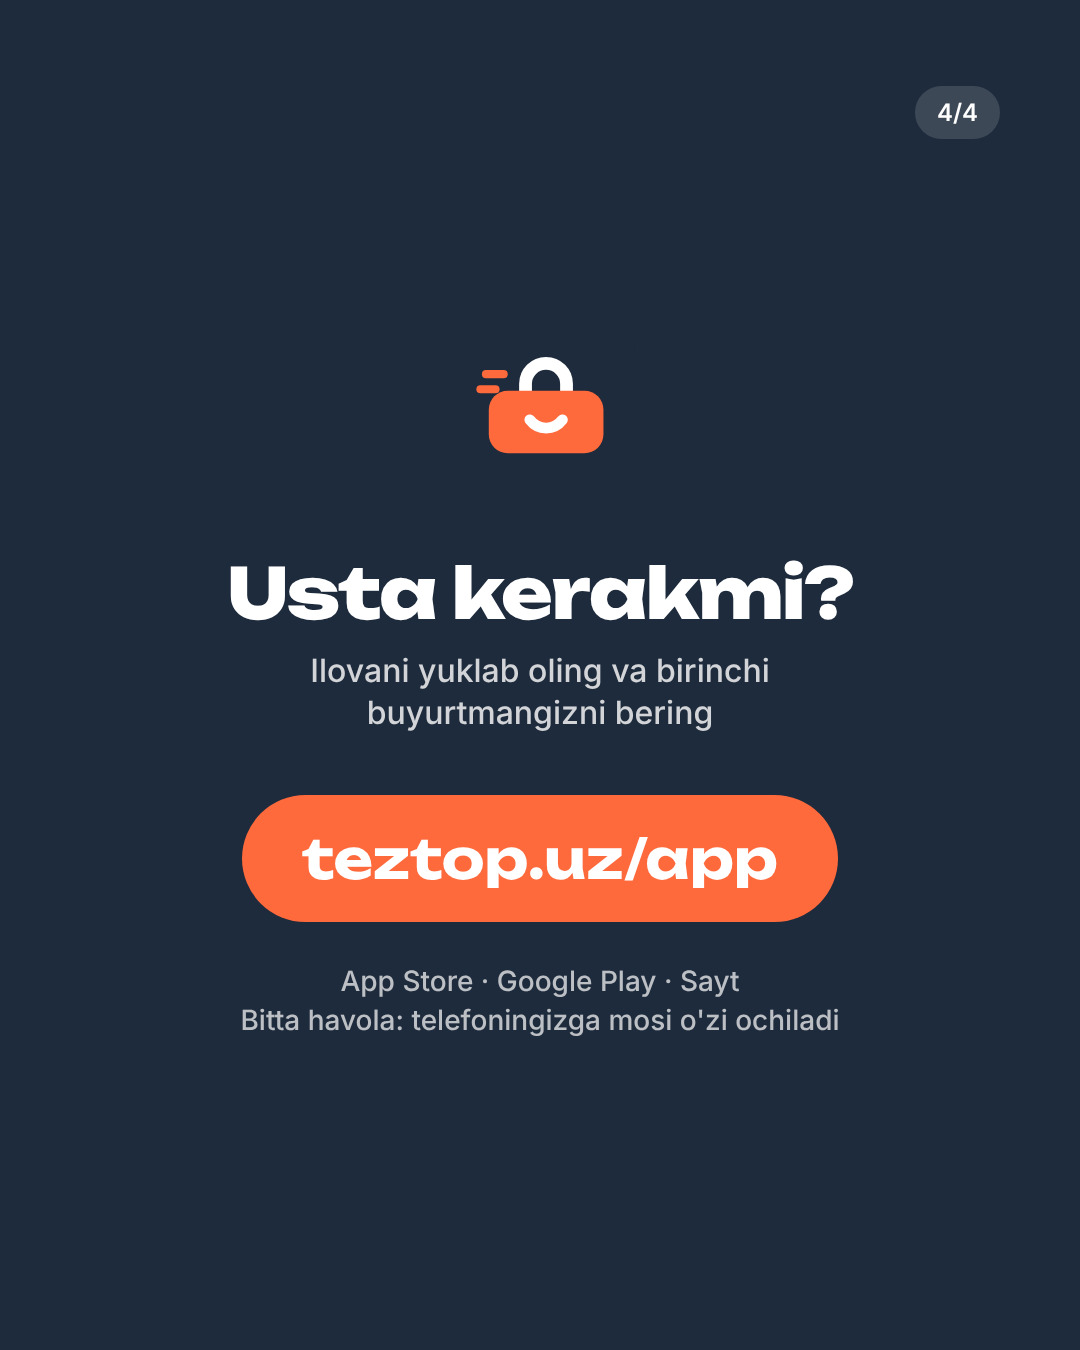 4/4
Usta kerakmi?
Ilovani yuklab oling va birinchi
buyurtmangizni bering
teztop.uz/app
App Store · Google Play · Sayt
Bitta havola: telefoningizga mosi o'zi ochiladi